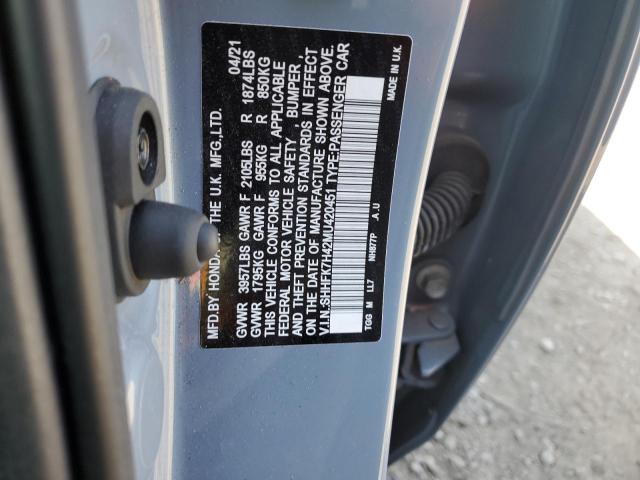 MFD.BY HONDA OF THE U.K. MFG.,LTD. 04/21
GVWR 3957LBS GAWR F 2105LBS R 1874LBS
GVWR 1795KG GAWR F 955KG R 850KG
THIS VEHICLE CONFORMS TO ALL APPLICABLE
FEDERAL MOTOR VEHICLE SAFETY , BUMPER ,
AND THEFT PREVENTION STANDARDS IN EFFECT
ON THE DATE OF MANUFACTURE SHOWN ABOVE.
V.I.N.:SHHFK7H42MU420451 TYPE:PASSENGER CAR
TGG M LL7 NH877P .A.U MADE IN U.K.